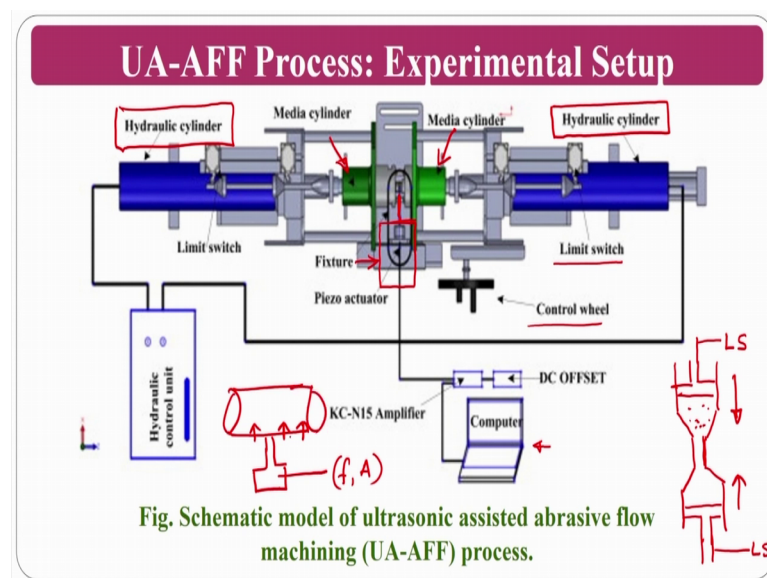 UA-AFF Process: Experimental Setup
Media cylinder
Media cylinder
Hydraulic cylinder
Hydraulic cylinder
Limit switch
Limit switch
Fixture
Piezo actuator
Control wheel
LS
Hydraulic
control unit
DC OFFSET
KC-N15 Amplifier
Computer
(f, A)
LS
Fig. Schematic model of ultrasonic assisted abrasive flow
machining (UA-AFF) process.